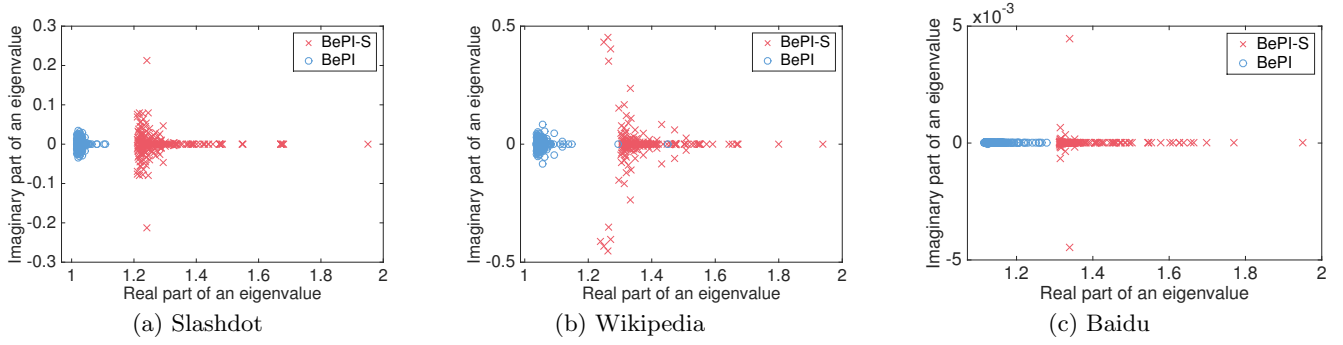 0.3
0.2
0.1
0
-0.1
-0.2
-0.3
1 1.2 1.4 1.6 1.8 2
Imaginary part of an eigenvalue
Real part of an eigenvalue
BePI-S
BePI
(a) Slashdot
0.5
0
-0.5
1 1.2 1.4 1.6 1.8 2
Imaginary part of an eigenvalue
Real part of an eigenvalue
BePI-S
BePI
(b) Wikipedia
×10-3
5
0
-5
1.2 1.4 1.6 1.8 2
Imaginary part of an eigenvalue
Real part of an eigenvalue
BePI-S
BePI
(c) Baidu